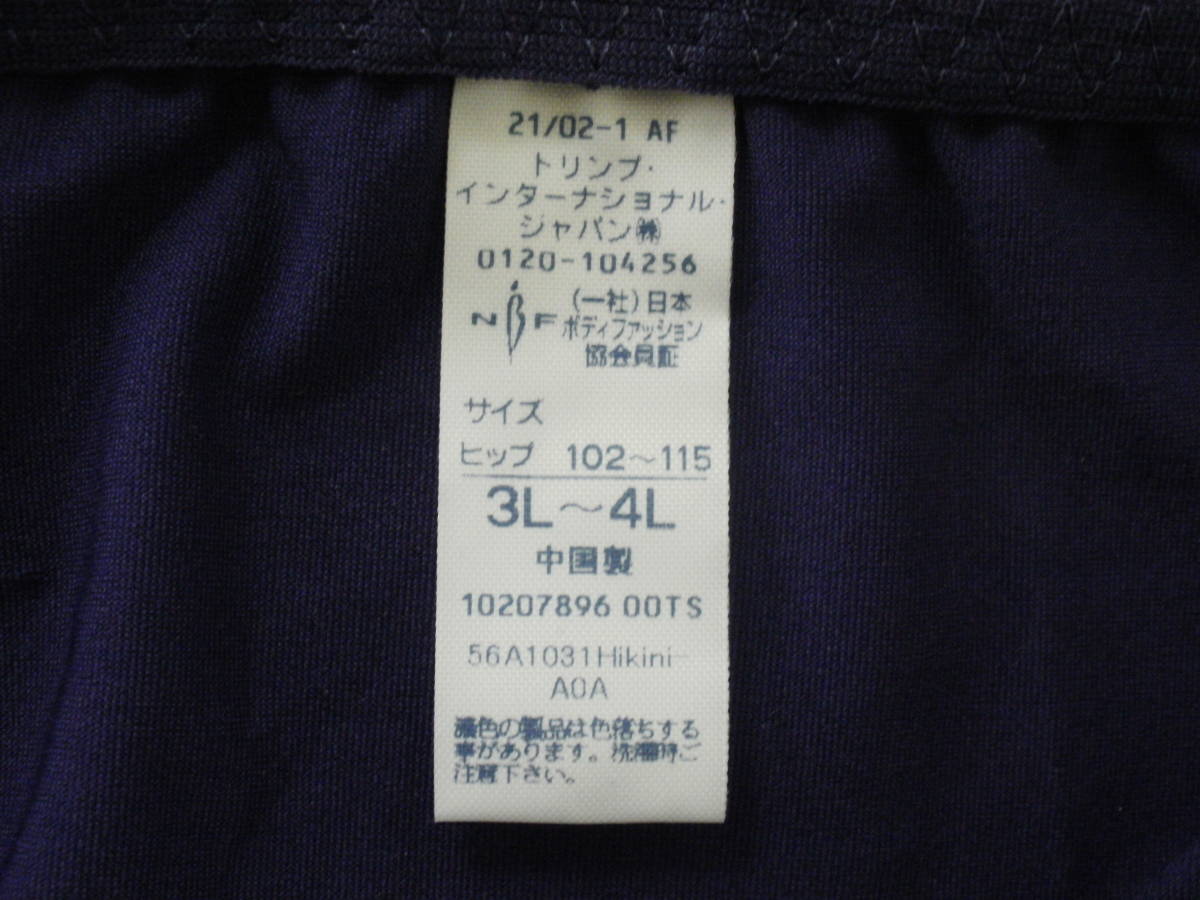 21/02-1 AF
トリンプ・
インターナショナル・
ジャパン㈱
0120-104256
NBF (一社)日本
ボディファッション
協会員証
サイズ
ヒップ 102～115
3L～4L
中国製
10207896 00TS
56A1031Hikini-
A0A
濃色の製品は色落ちする
事があります。洗濯時ご
注意下さい。